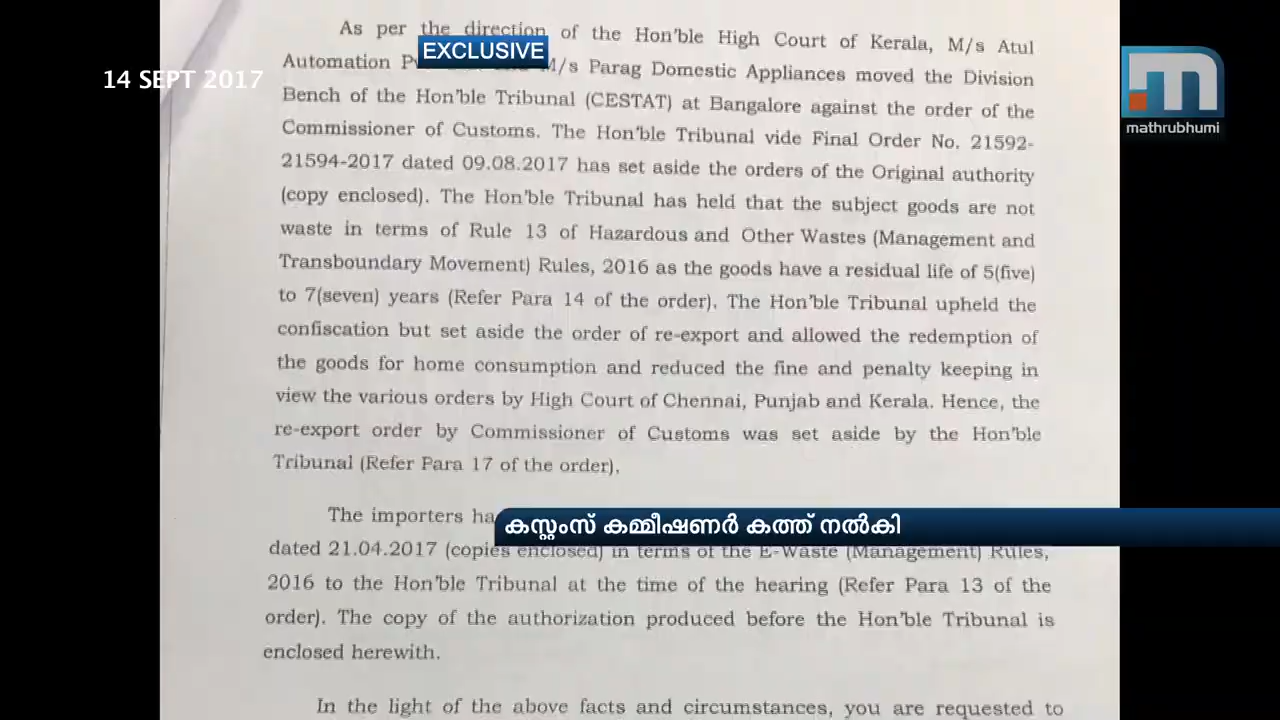 As per the direction of the Hon'ble High Court of Kerala, M/s Atul
EXCLUSIVE
Automation M/s Parag Domestic Appliances moved the Division
14 SEPT 2017
Bench of the Hon'ble Tribunal (CESTAT) at Bangalore against the order of the
mathrubhumi
Commissioner of Customs. The Hon'ble Tribunal vide Final Order No. 21592-
21594-2017 dated 09.08.2017 has set aside the orders of the Original authority
(copy enclosed). The Hon'ble Tribunal has held that the subject goods are not
waste in terms of Rule 13 of Hazardous and Other Wastes (Management and
Transboundary Movement) Rules, 2016 as the goods have a residual life of 5(five)
to 7(seven) years (Refer Para 14 of the order). The Hon'ble Tribunal upheld the
confiscation but set aside the order of re-export and allowed the redemption of
the goods for home consumption and reduced the fine and penalty keeping in
view the various orders by High Court of Chennai, Punjab and Kerala. Hence, the
re-export order by Commissioner of Customs was set aside by the Hon'ble
Tribunal (Refer Para 17 of the order).
The importers
കസ്റ്റംസ് കമ്മീഷണർ കത്ത് നൽകി
dated 21.04.2017 (copies enclosed) in terms of the E-Waste (Management) Rules,
2016 to the Hon'ble Tribunal at the time of the hearing (Refer Para 13 of the
order). The copy of the authorization produced before the Hon'ble Tribunal is
enclosed herewith.
In the light of the above facts and circumstances, you are requested to